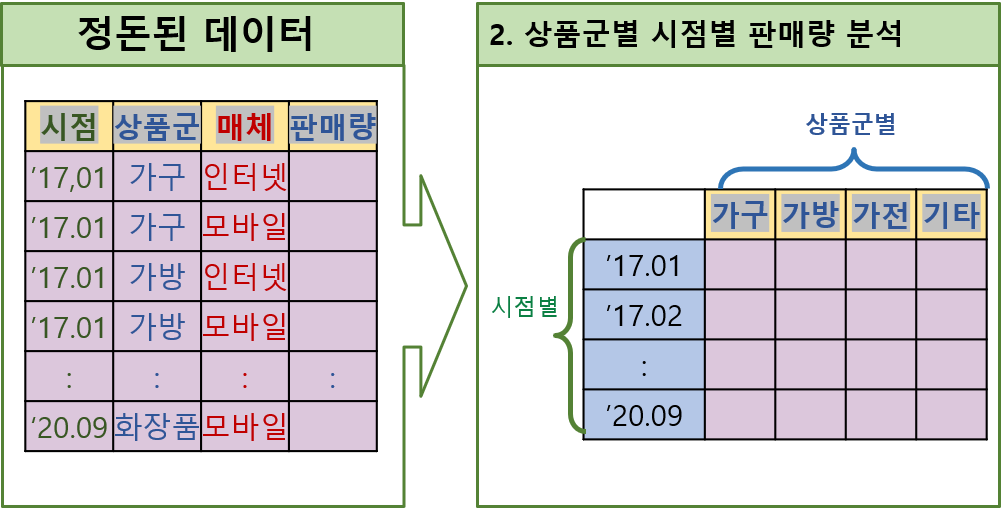 정돈된 데이터
시점 상품군 매체 판매량
’17,01 가구 인터넷
’17.01 가구 모바일
’17.01 가방 인터넷
’17.01 가방 모바일
: : : :
‘20.09 화장품 모바일
2. 상품군별 시점별 판매량 분석
상품군별
가구 가방 가전 기타
시점별
’17.01
’17.02
:
’20.09